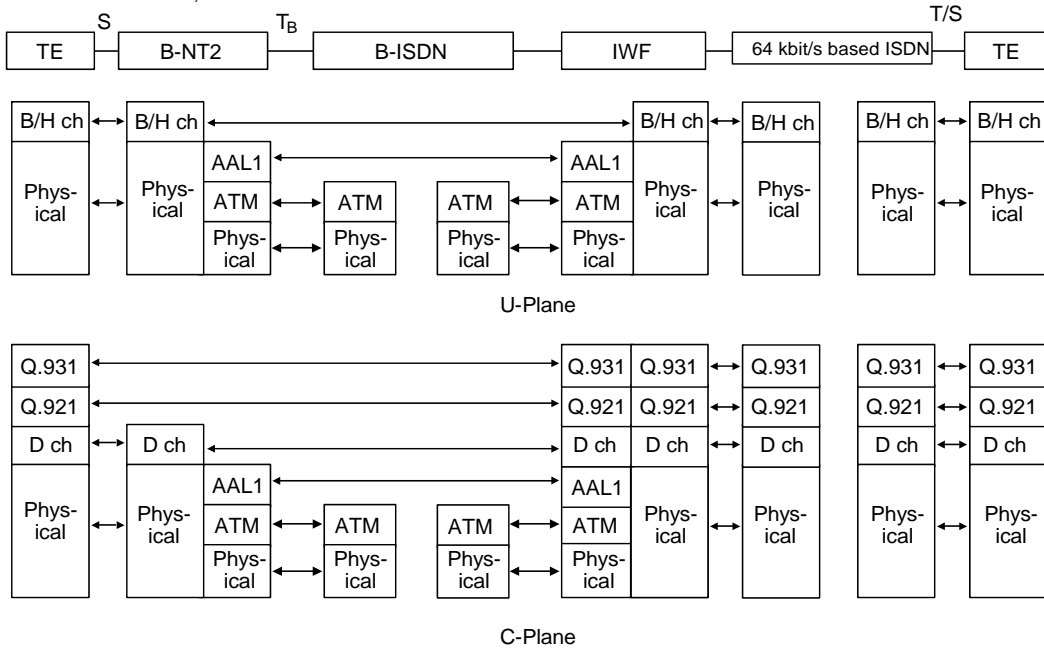 S T_B T/S
TE B-NT2 B-ISDN IWF 64 kbit/s based ISDN TE
B/H ch B/H ch B/H ch B/H ch B/H ch B/H ch
AAL1 AAL1
Phys-ical Phys-ical ATM ATM ATM ATM Phys-ical Phys-ical Phys-ical Phys-ical
Phys-ical Phys-ical Phys-ical Phys-ical
U-Plane
Q.931 Q.931 Q.931 Q.931 Q.931 Q.931
Q.921 Q.921 Q.921 Q.921 Q.921 Q.921
D ch D ch D ch D ch D ch D ch D ch
AAL1 AAL1
Phys-ical Phys-ical ATM ATM ATM ATM Phys-ical Phys-ical Phys-ical Phys-ical
Phys-ical Phys-ical Phys-ical Phys-ical
C-Plane